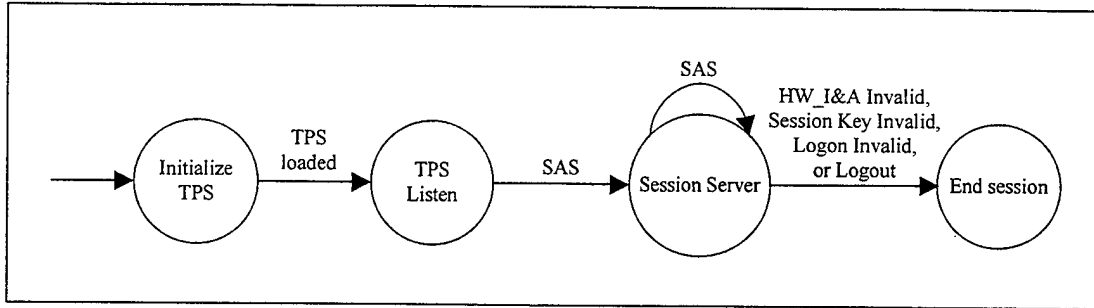 Initialize
TPS
TPS
loaded
TPS
Listen
SAS
SAS
Session Server
HW_I&A Invalid,
Session Key Invalid,
Logon Invalid,
or Logout
End session